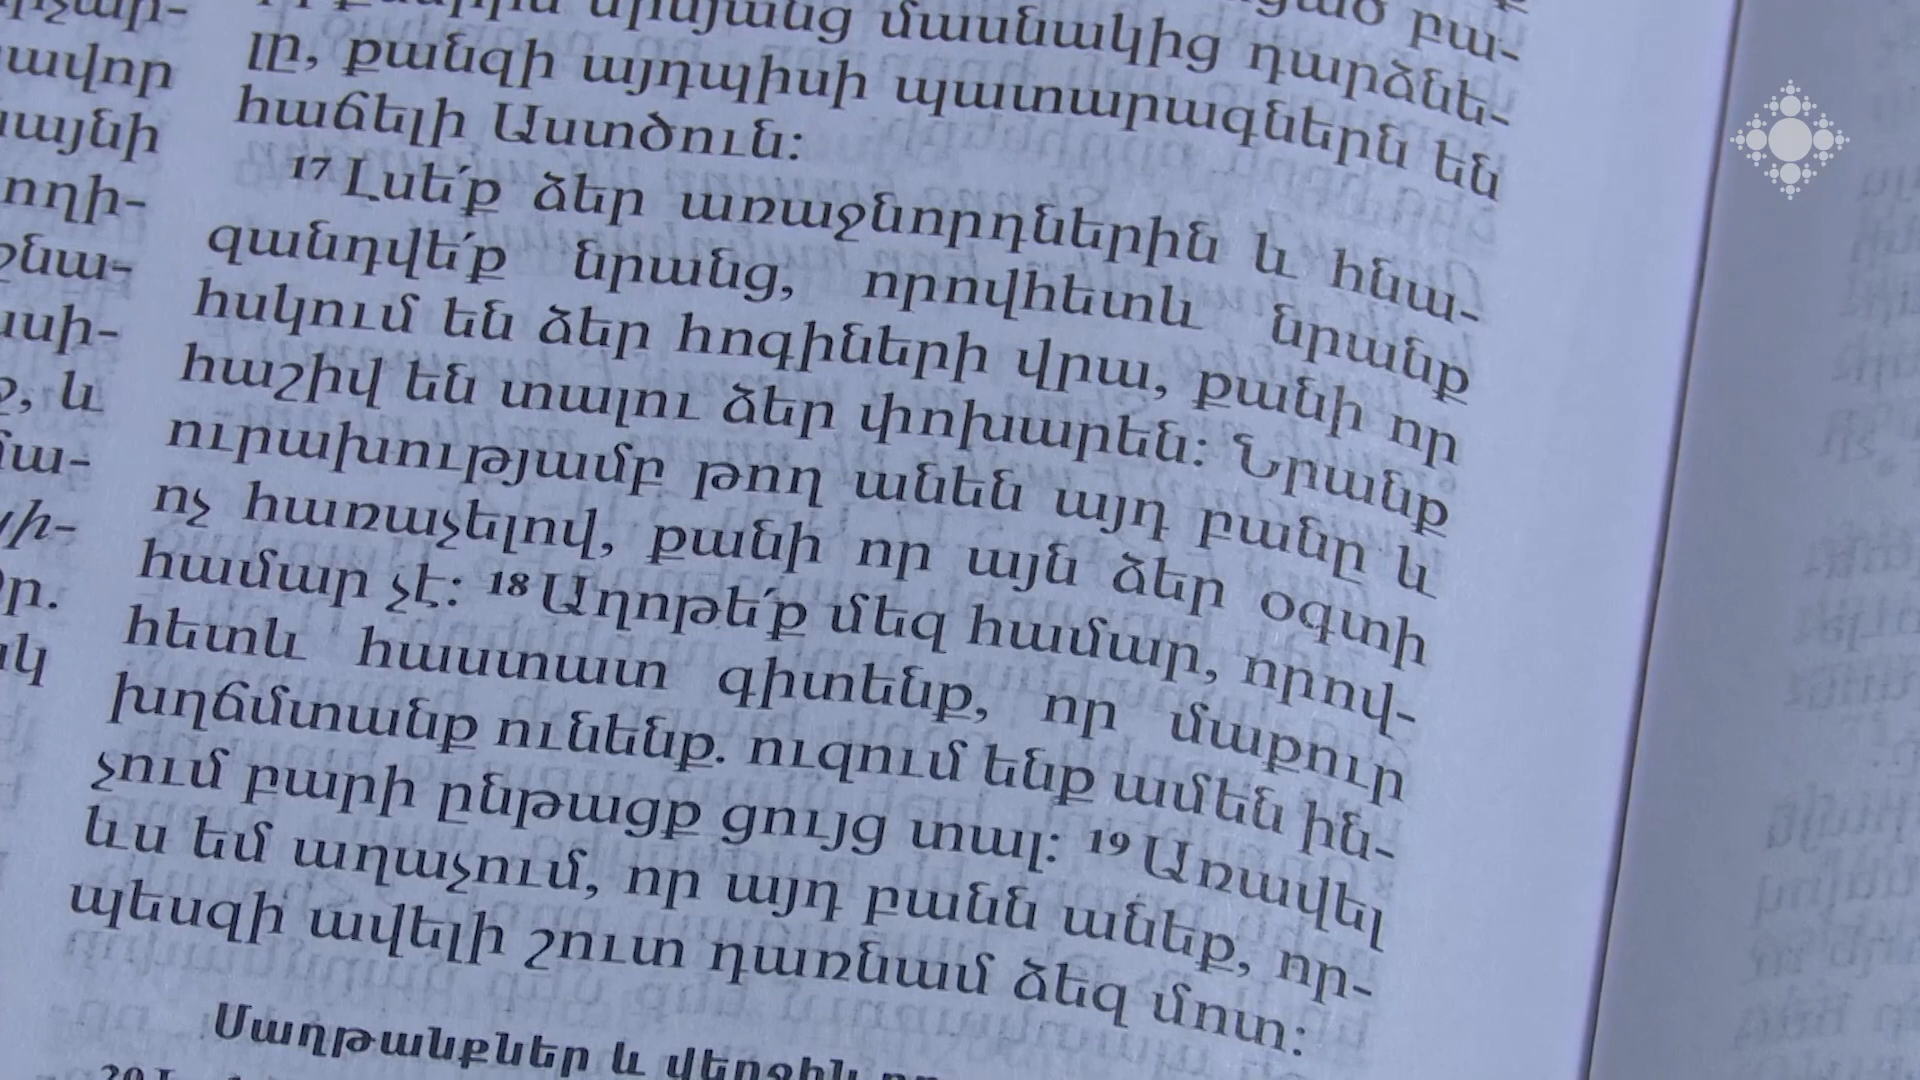 մասնակից դարձնե-
լը, քանզի այդպիսի պատարագներն են
հաճելի Աստծուն։
17 Լսե՛ք ձեր առաջնորդներին և հնա-
զանդվե՛ք նրանց, որովհետև նրանք
հսկում են ձեր հոգիների վրա, քանի որ
հաշիվ են տալու ձեր փոխարեն։ Նրանք
ուրախությամբ թող անեն այդ բանը և
ոչ հառաչելով, քանի որ այն ձեր օգտի
համար չէ։ 18 Աղոթե՛ք մեզ համար, որով-
հետև հաստատ գիտենք, որ մաքուր
խղճմտանք ունենք. ուզում ենք ամեն ին-
չում բարի ընթացք ցույց տալ։ 19 Առավել
ևս եմ աղաչում, որ այդ բանն անեք, որ-
պեսզի ավելի շուտ դառնամ ձեզ մոտ։
Մաղթանքներ և վերջին
20